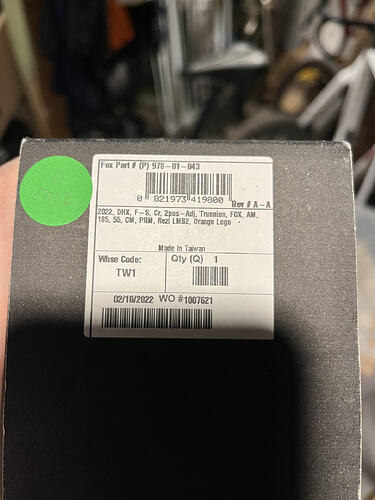 Fox Part # (P) 978-01-043
0 821973 419800
Rev # A-A
2022, DHX, F-S, Cr, 2pos-Adj, Trunnion, FOX, AM,
185, 55, CM, PRM, Rezi LMB2, Orange Logo
Made in Taiwan
Whse Code:
TW1
Qty (Q) 1
02/10/2022 WO #1007621